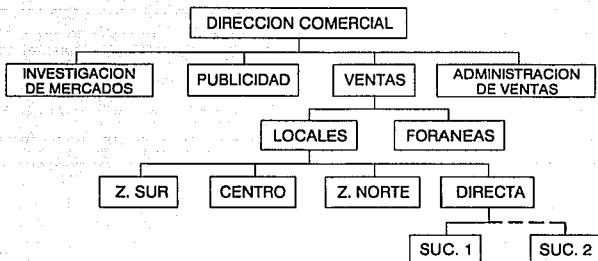 DIRECCION COMERCIAL
INVESTIGACION
DE MERCADOS
PUBLICIDAD
VENTAS
ADMINISTRACION
DE VENTAS
LOCALES
FORANEAS
Z. SUR
CENTRO
Z. NORTE
DIRECTA
SUC. 1
SUC. 2